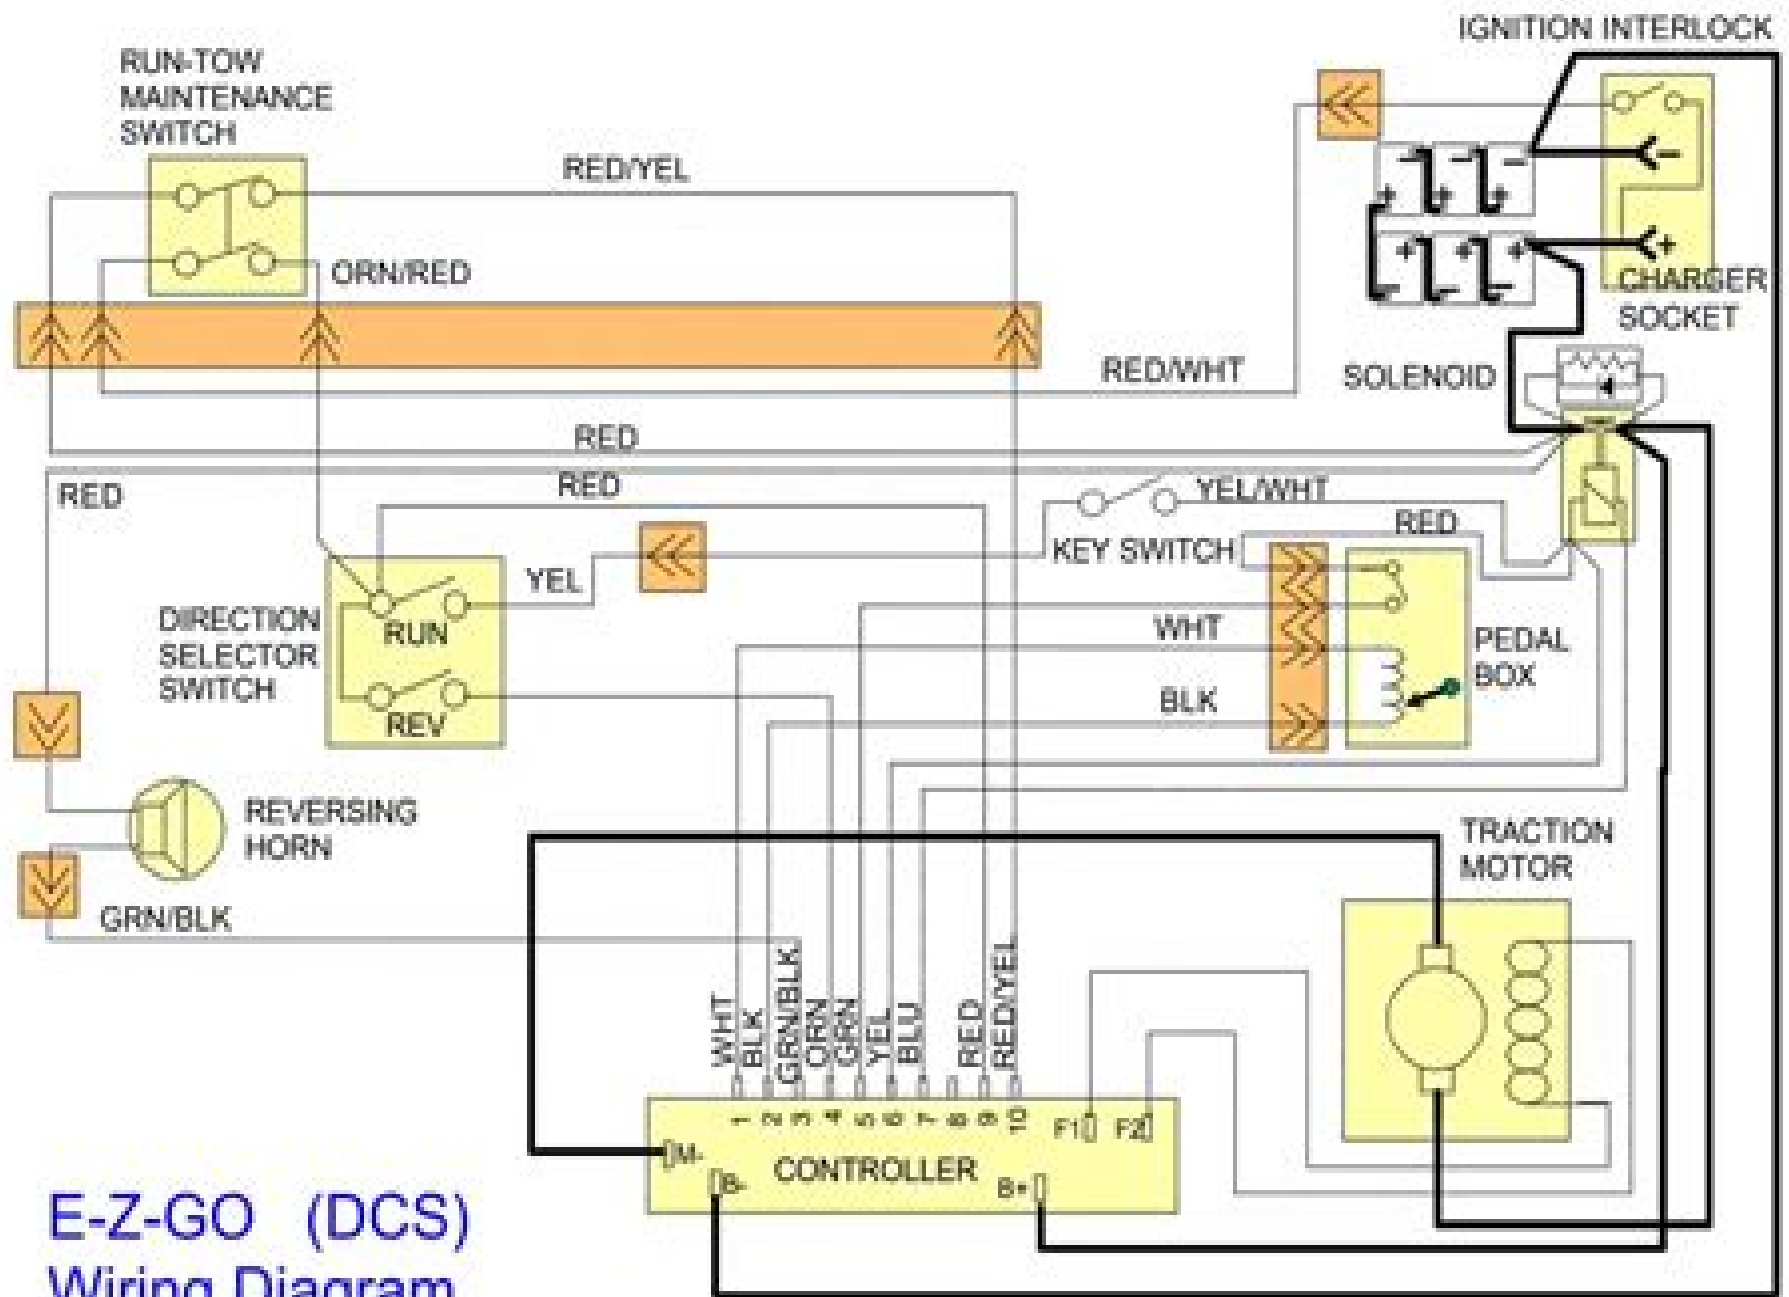 IGNITION INTERLOCK
RUN-TOW
MAINTENANCE
SWITCH
RED/YEL
ORN/RED
CHARGER
SOCKET
RED/WHT
SOLENOID
RED
RED
RED
YEL/WHT
RED
KEY SWITCH
YEL
DIRECTION
SELECTOR
SWITCH
RUN
REV
WHT
BLK
PEDAL
BOX
REVERSING
HORN
GRN/BLK
TRACTION
MOTOR
WHT
BLK
GRN/BLK
ORN
GRN
YEL
BLU
RED
RED/YEL
1 2 3 4 5 6 7 8 9 10
F1 F2
M-
B-
CONTROLLER
B+
E-Z-GO (DCS)
Wiring Diagram